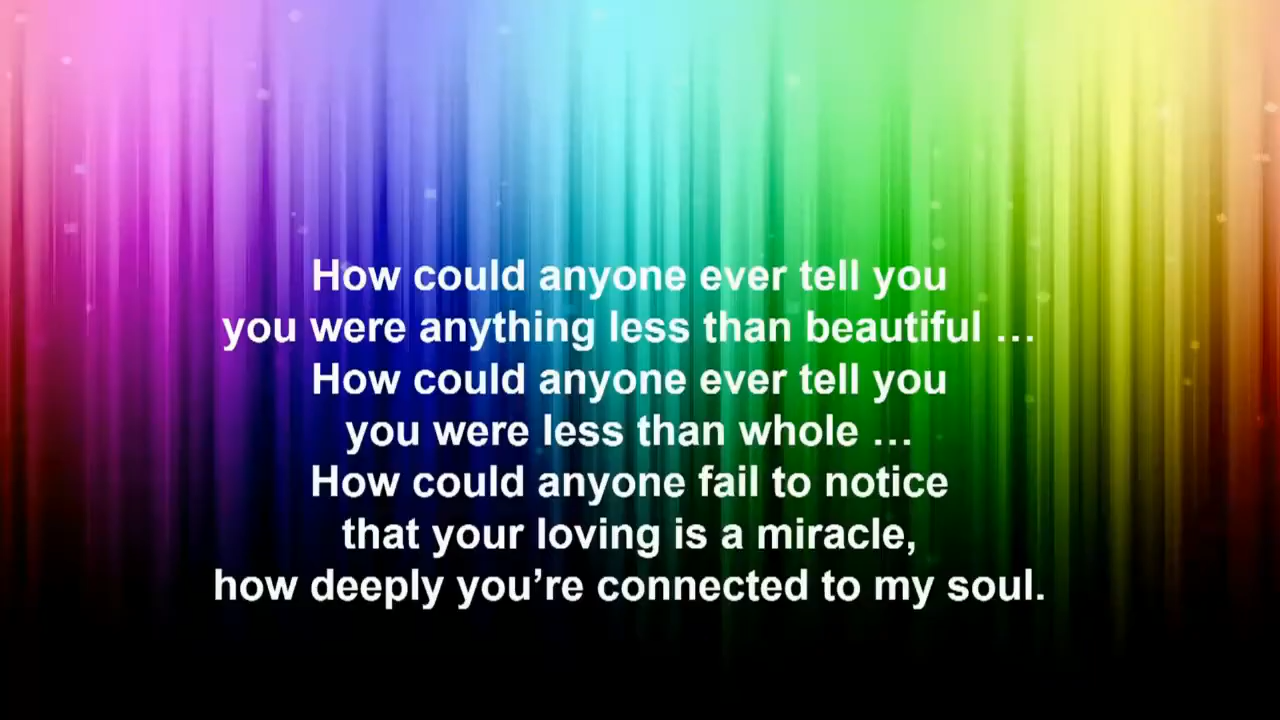 How could anyone ever tell you
you were anything less than beautiful ...
How could anyone ever tell you
you were less than whole ...
How could anyone fail to notice
that your loving is a miracle,
how deeply you’re connected to my soul.